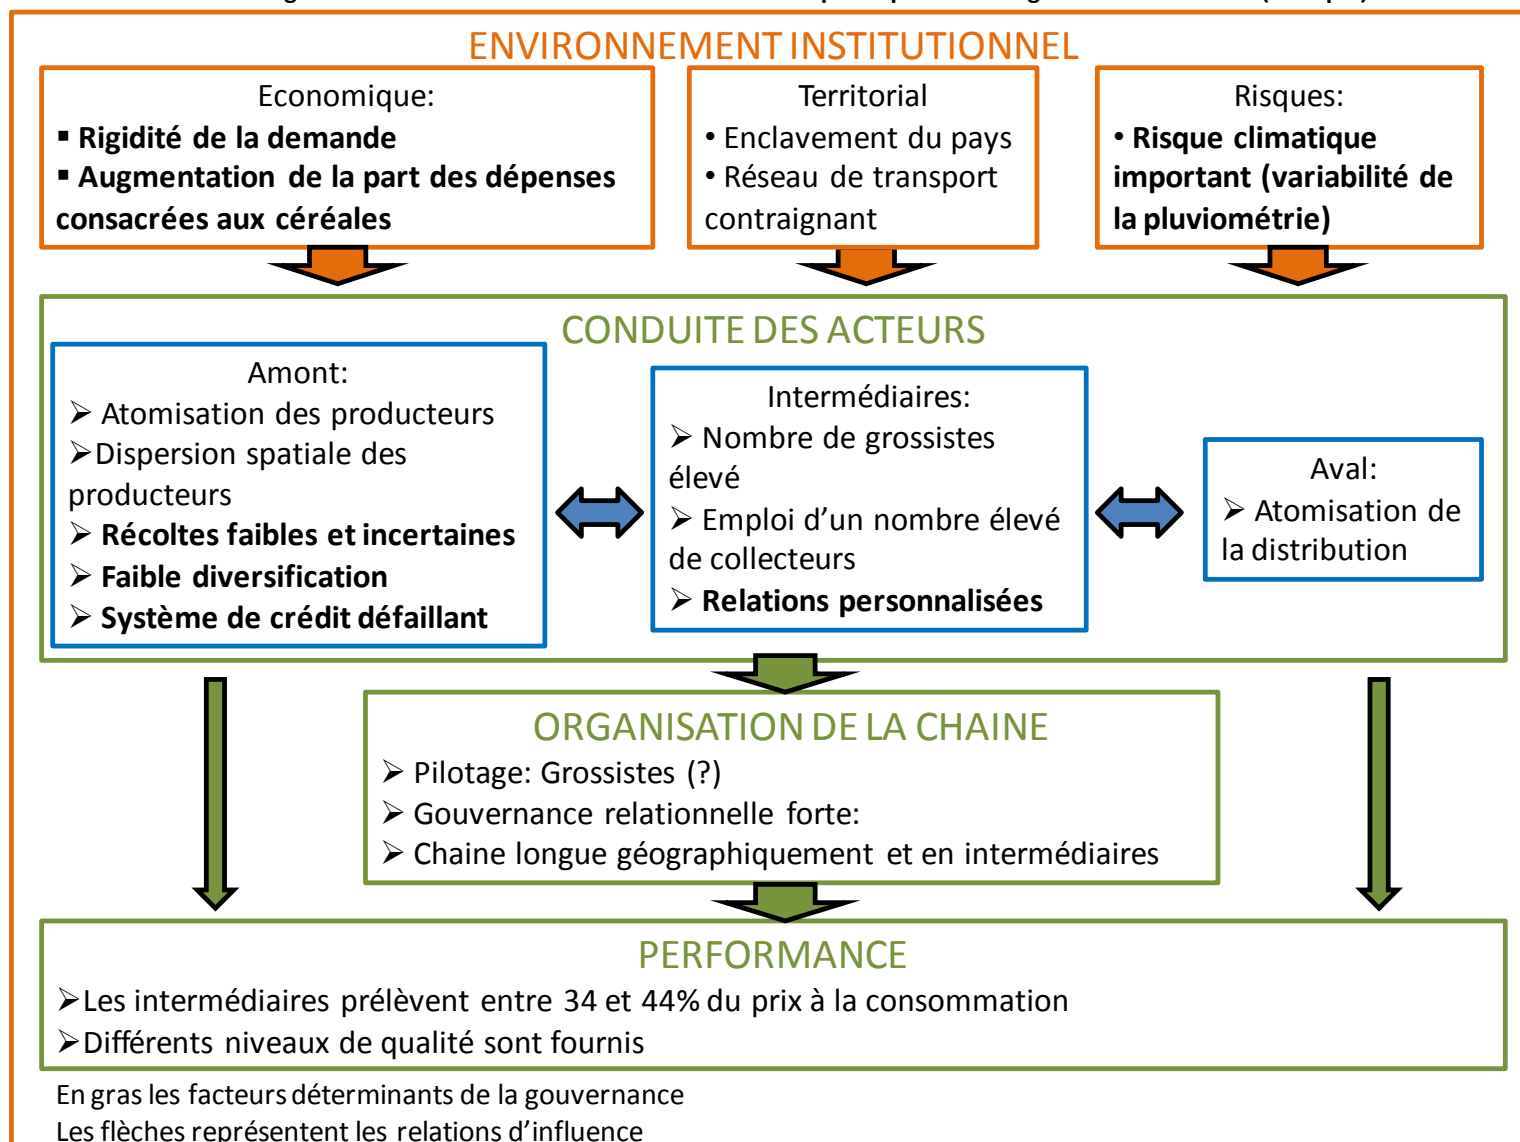 ENVIRONNEMENT INSTITUTIONNEL
Economique:
▪ Rigidité de la demande
▪ Augmentation de la part des dépenses
consacrées aux céréales
Territorial
• Enclavement du pays
• Réseau de transport
contraignant
Risques:
• Risque climatique
important (variabilité de
la pluviométrie)
CONDUITE DES ACTEURS
Amont:
➢ Atomisation des producteurs
➢Dispersion spatiale des
producteurs
➢ Récoltes faibles et incertaines
➢ Faible diversification
➢ Système de crédit défaillant
Intermédiaires:
➢ Nombre de grossistes
élevé
➢ Emploi d’un nombre élevé
de collecteurs
➢ Relations personnalisées
Aval:
➢ Atomisation de
la distribution
ORGANISATION DE LA CHAINE
➢ Pilotage: Grossistes (?)
➢ Gouvernance relationnelle forte:
➢ Chaine longue géographiquement et en intermédiaires
PERFORMANCE
➢Les intermédiaires prélèvent entre 34 et 44% du prix à la consommation
➢Différents niveaux de qualité sont fournis
En gras les facteurs déterminants de la gouvernance
Les flèches représentent les relations d’influence